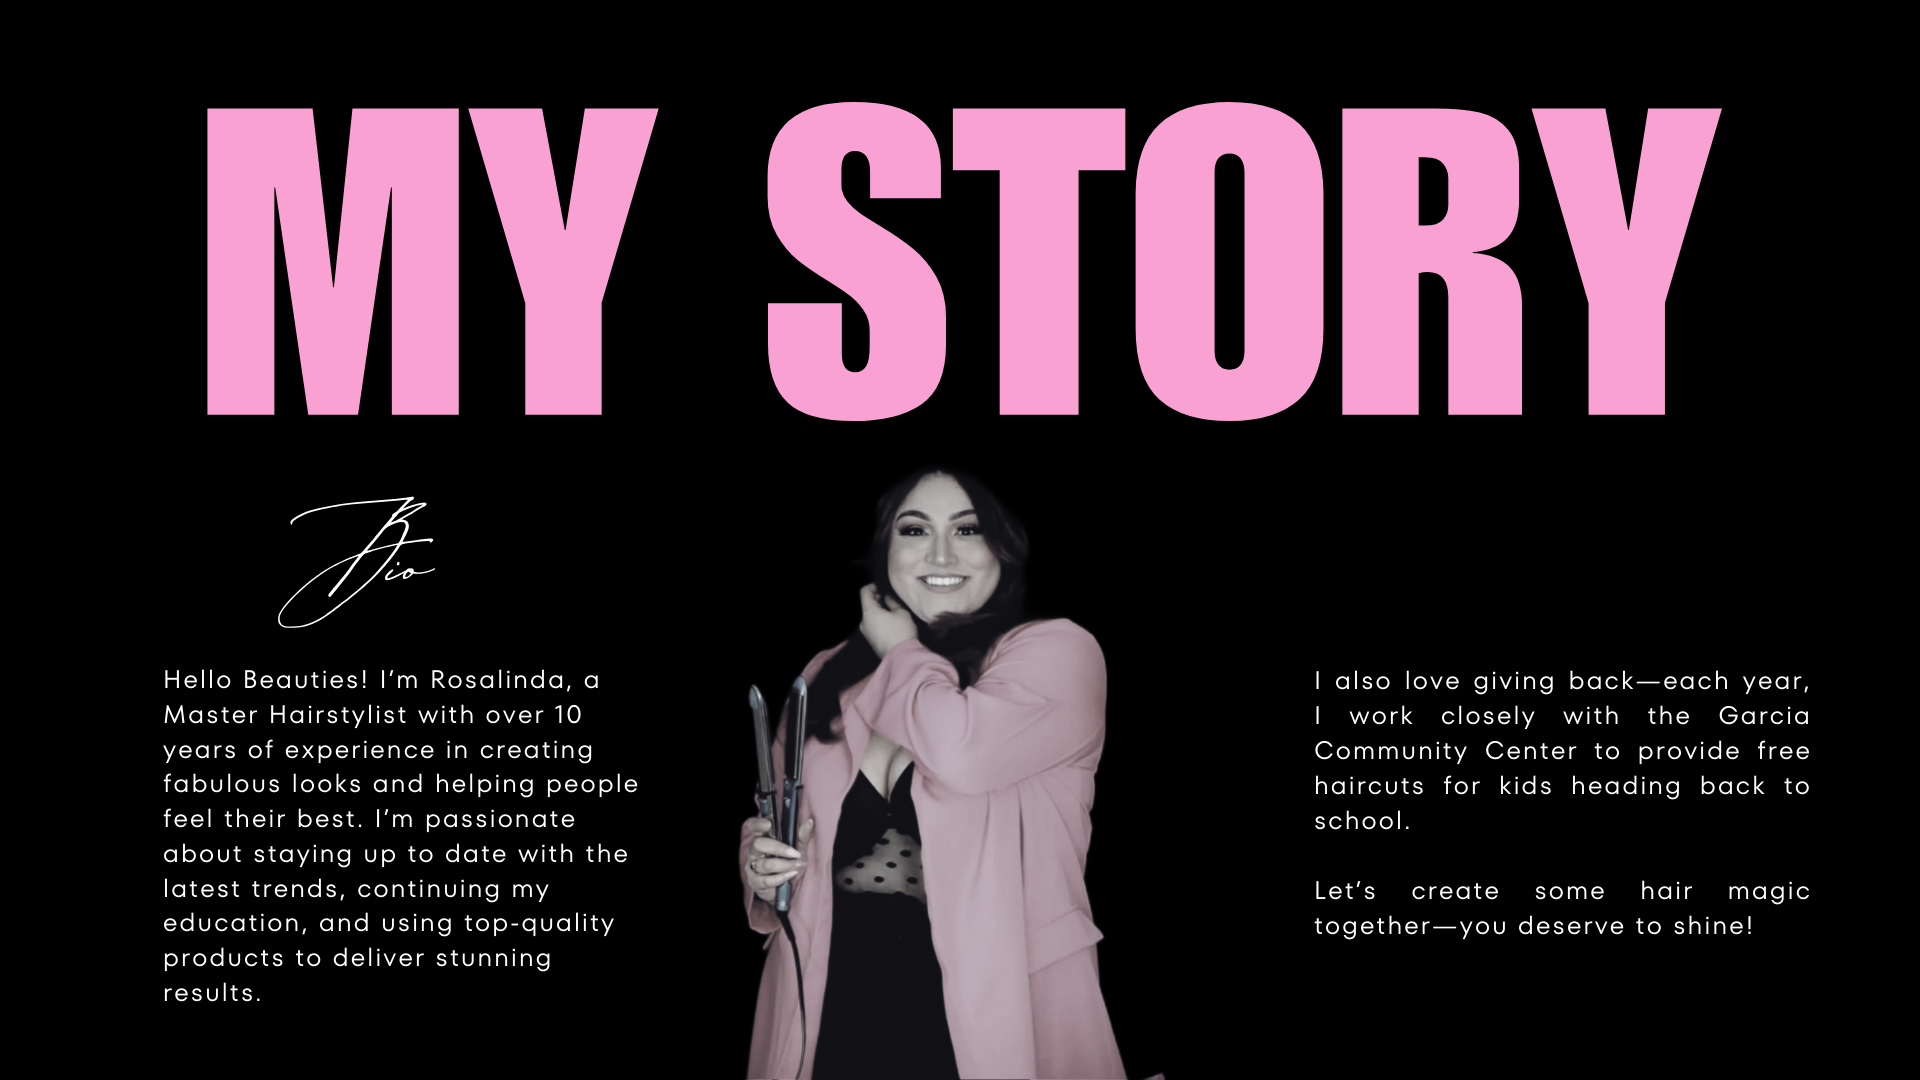 MY STORY
Bio
Hello Beauties! I’m Rosalinda, a
Master Hairstylist with over 10
years of experience in creating
fabulous looks and helping people
feel their best. I’m passionate
about staying up to date with the
latest trends, continuing my
education, and using top-quality
products to deliver stunning
results.
I also love giving back—each year,
I work closely with the Garcia
Community Center to provide free
haircuts for kids heading back to
school.
Let’s create some hair magic
together—you deserve to shine!